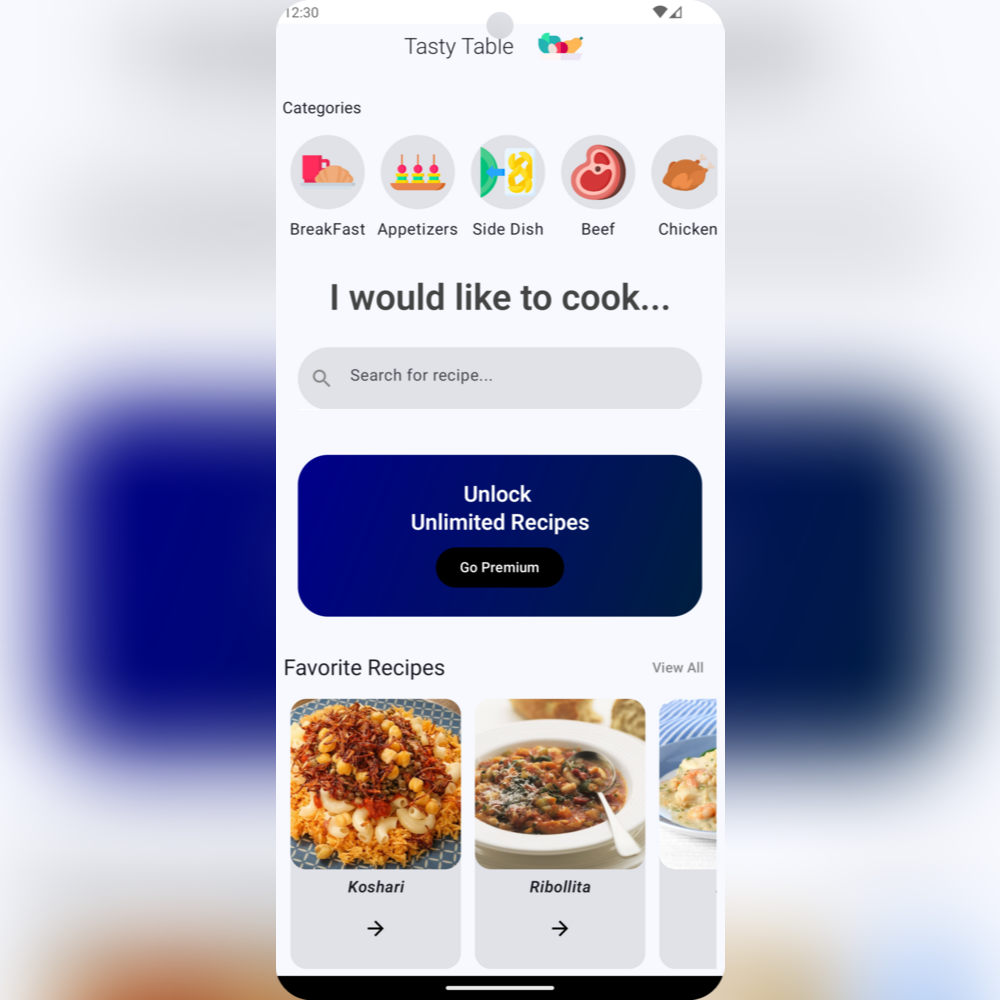 12:30
Tasty Table
Categories
BreakFast Appetizers Side Dish Beef Chicken
I would like to cook...
Search for recipe...
Unlock
Unlimited Recipes
Go Premium
Favorite Recipes View All
Koshari Ribollita